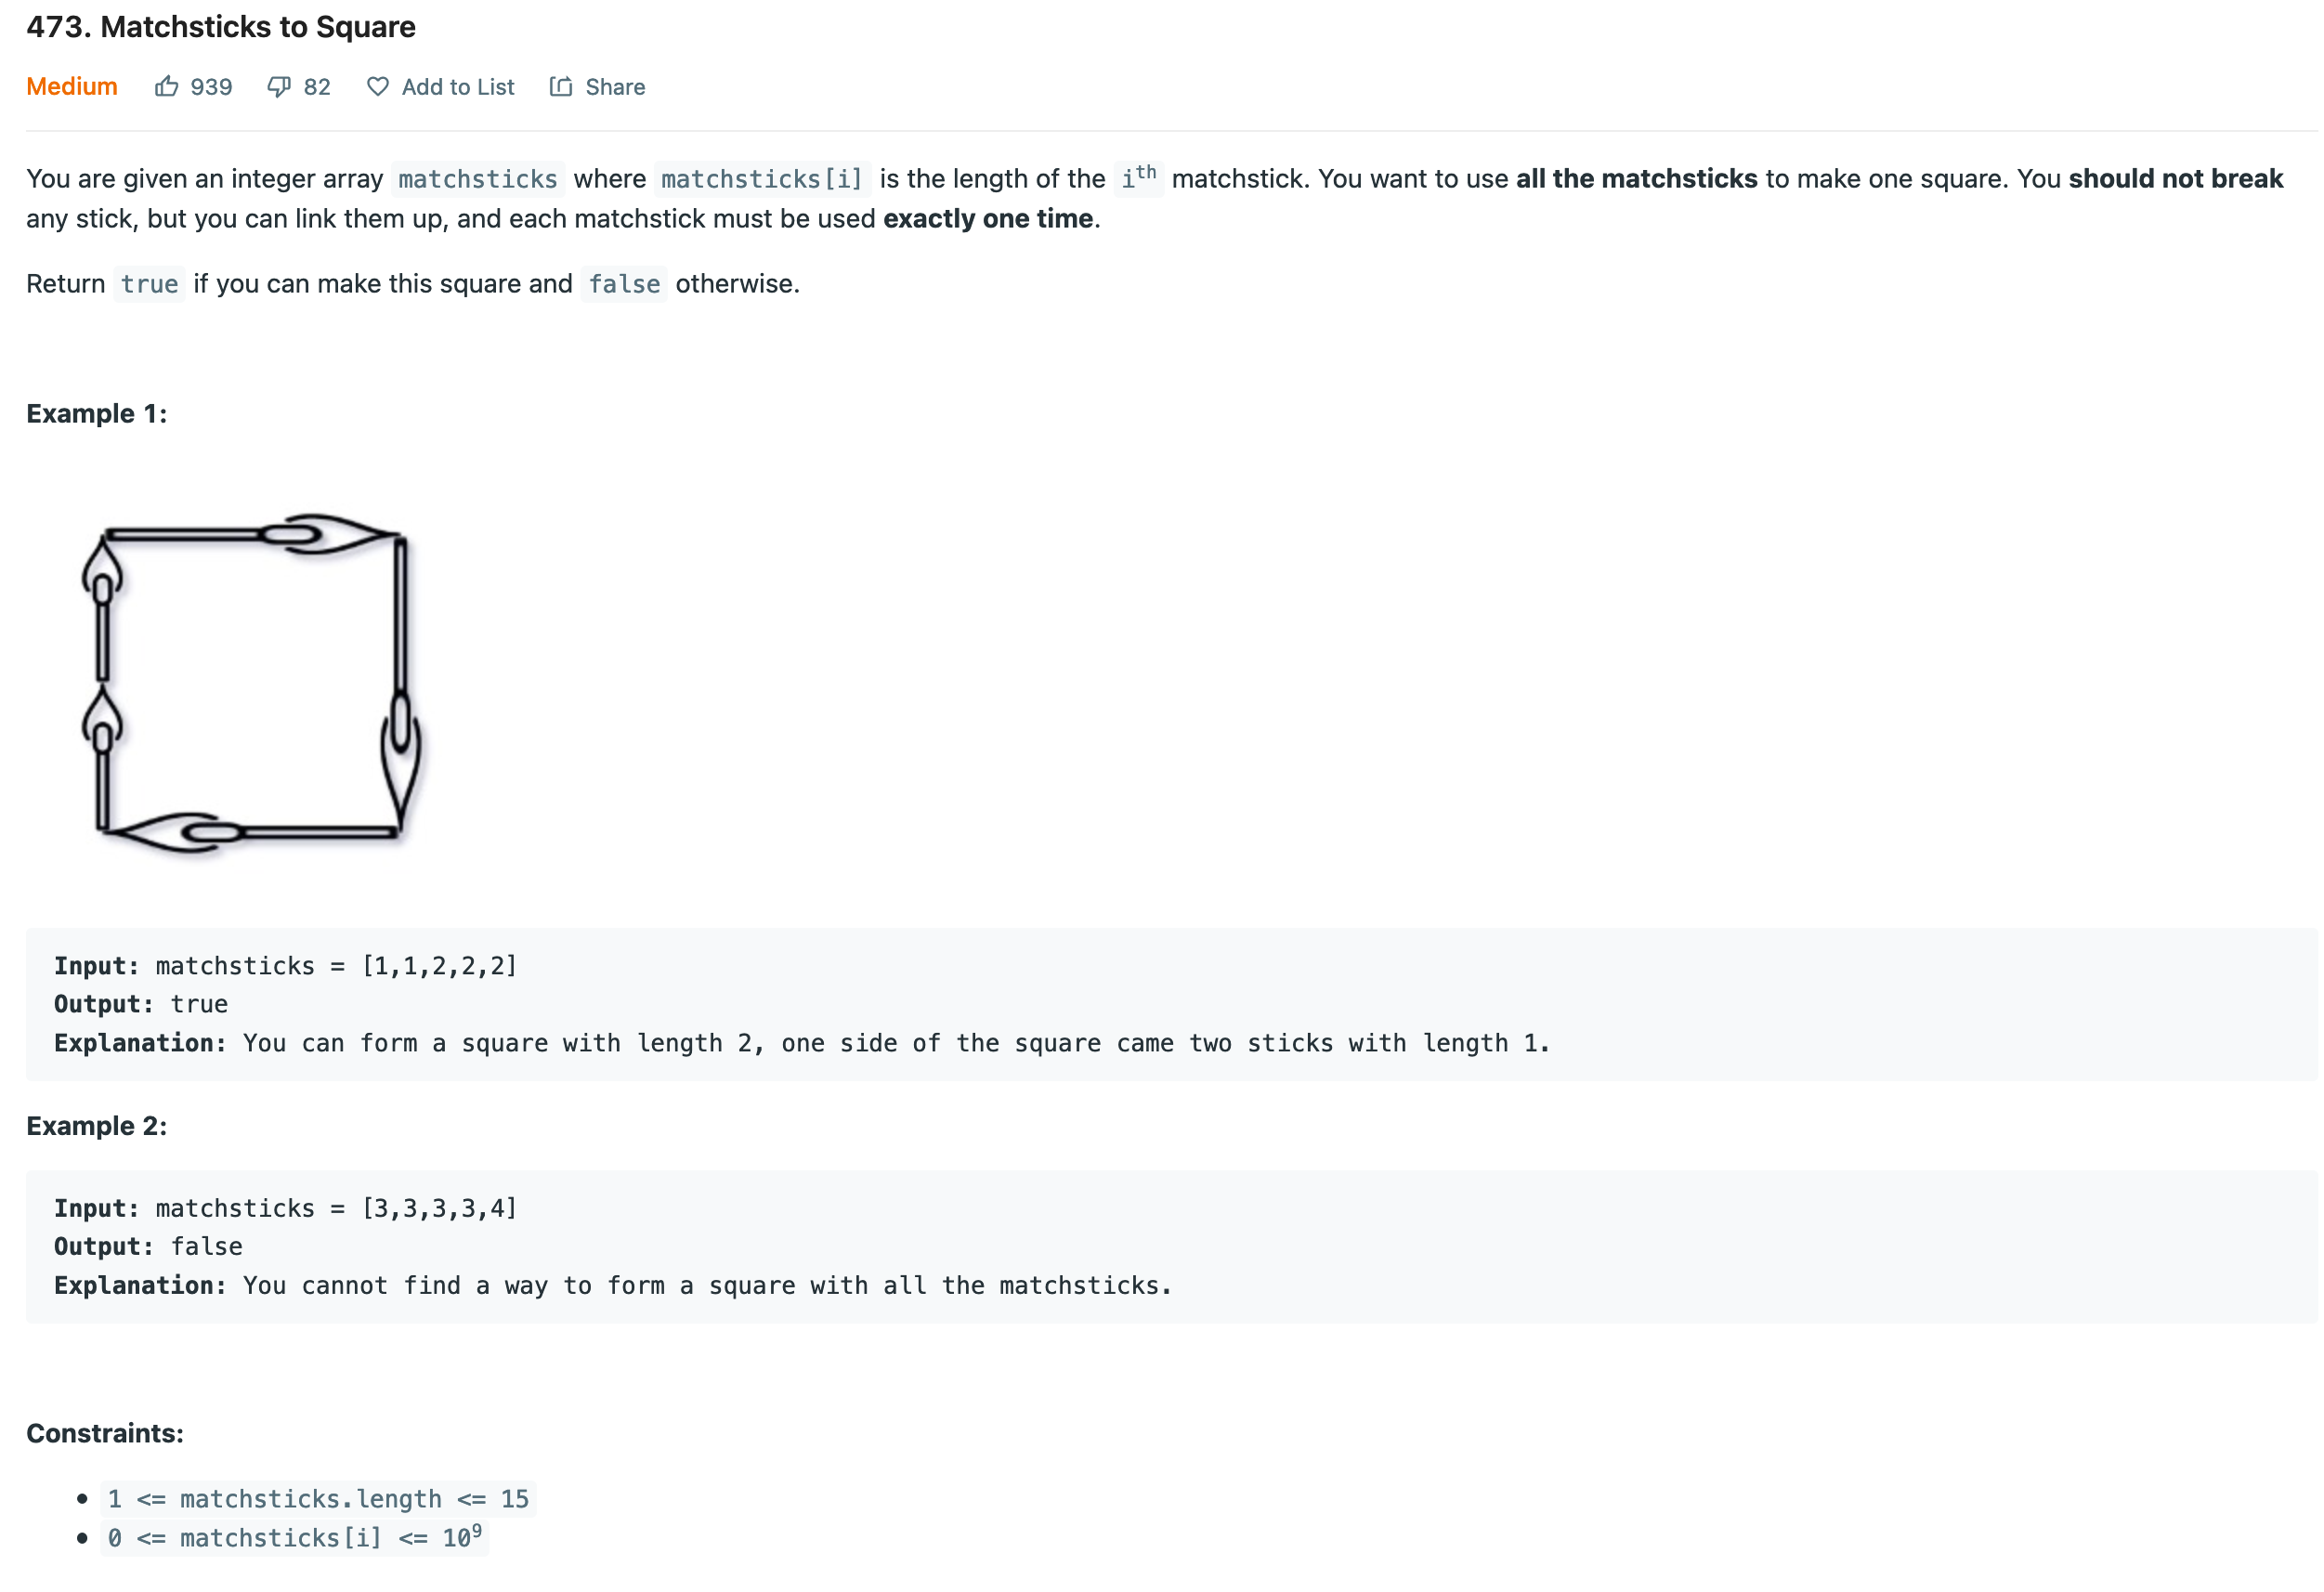 473. Matchsticks to Square
Medium 939 82 Add to List Share
You are given an integer array matchsticks where matchsticks[i] is the length of the ith matchstick. You want to use all the matchsticks to make one square. You should not break
any stick, but you can link them up, and each matchstick must be used exactly one time.
Return true if you can make this square and false otherwise.
Example 1:
Input: matchsticks = [1,1,2,2,2]
Output: true
Explanation: You can form a square with length 2, one side of the square came two sticks with length 1.
Example 2:
Input: matchsticks = [3,3,3,3,4]
Output: false
Explanation: You cannot find a way to form a square with all the matchsticks.
Constraints:
• 1 <= matchsticks.length <= 15
• 0 <= matchsticks[i] <= 10⁹